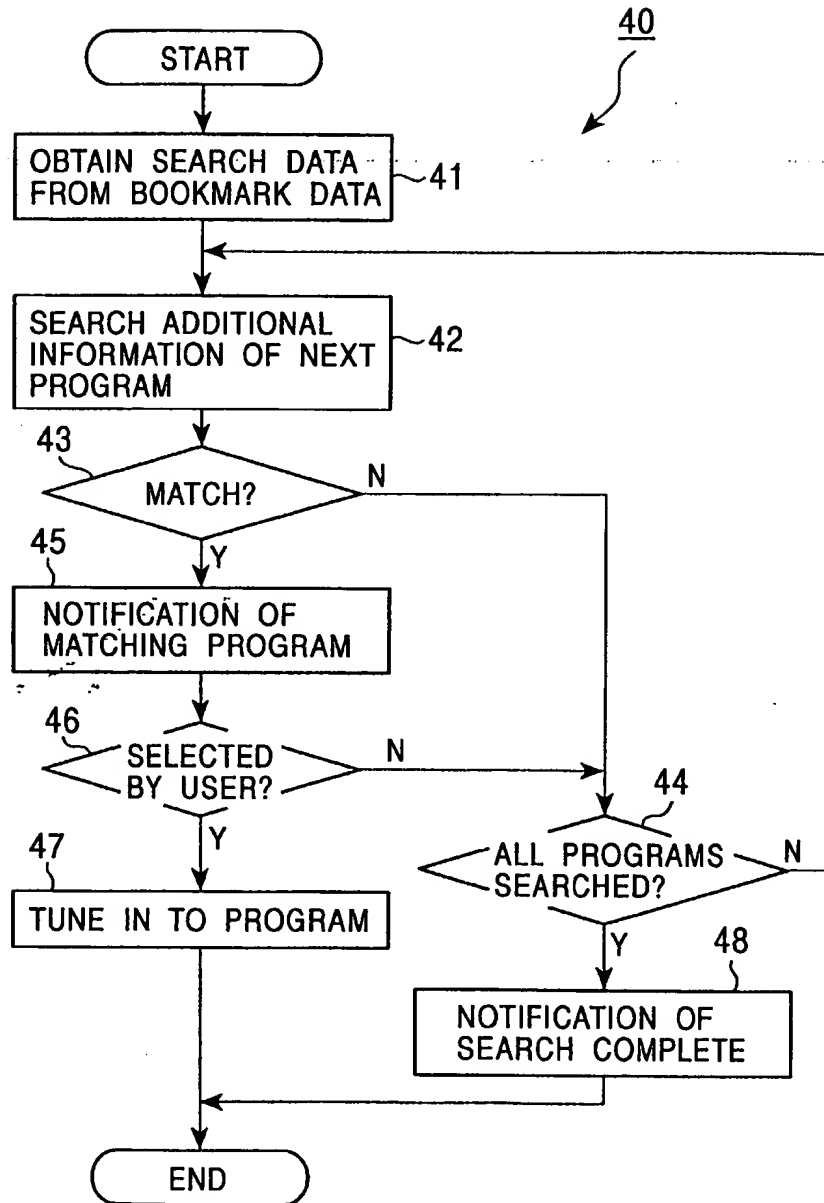 40
START
OBTAIN SEARCH DATA
FROM BOOKMARK DATA
41
SEARCH ADDITIONAL
INFORMATION OF NEXT
PROGRAM
42
43
MATCH?
N
Y
45
NOTIFICATION OF
MATCHING PROGRAM
46
SELECTED
BY USER?
N
Y
44
ALL PROGRAMS
SEARCHED?
N
Y
47
TUNE IN TO PROGRAM
48
NOTIFICATION OF
SEARCH COMPLETE
END